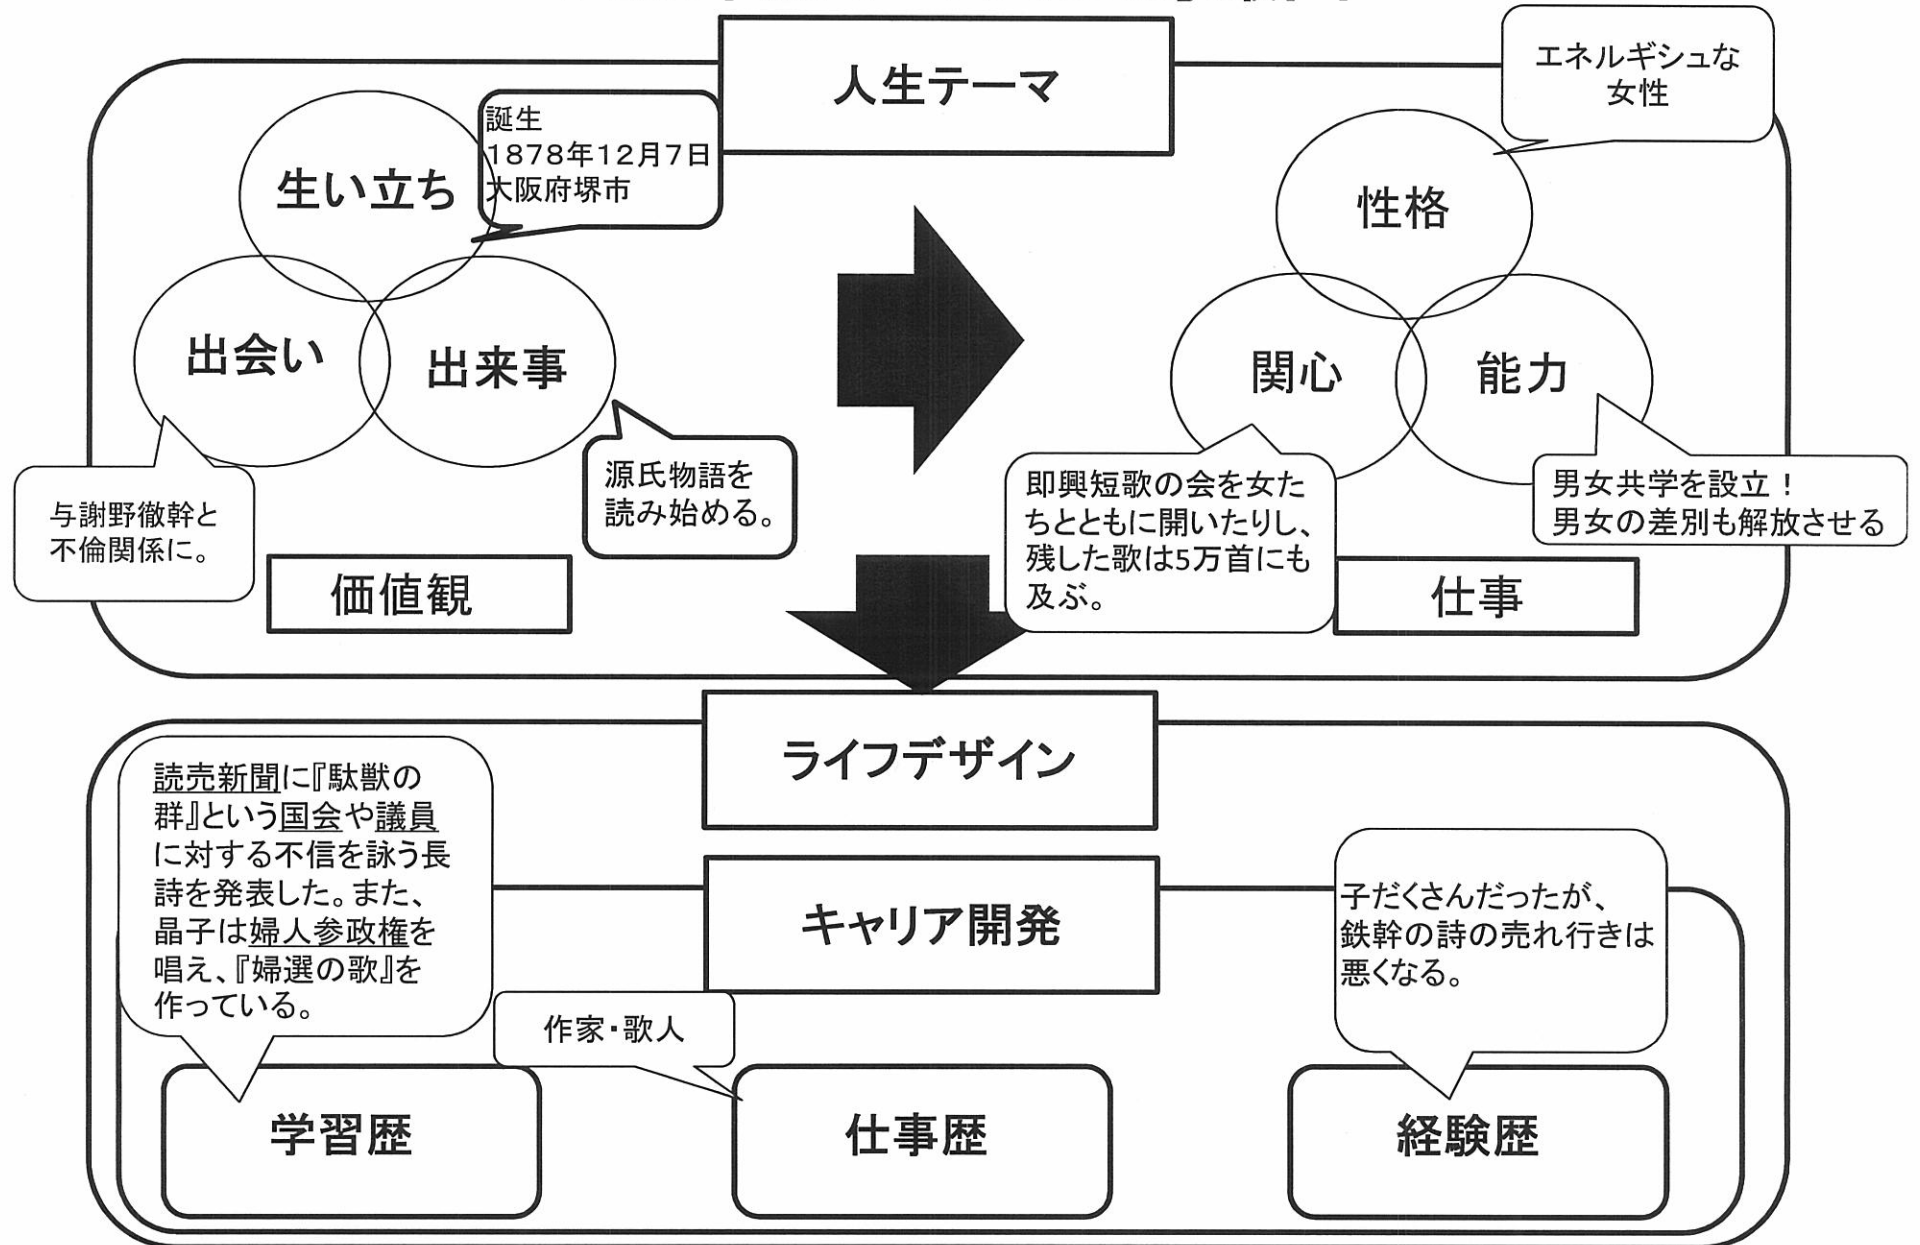 人生テーマ
エネルギシュな
女性
誕生
1878年12月7日
大阪府堺市
生い立ち
出会い
出来事
性格
関心
能力
与謝野徹幹と
不倫関係に。
源氏物語を
読み始める。
即興短歌の会を女た
ちとともに開いたりし、
残した歌は5万首にも
及ぶ。
男女共学を設立！
男女の差別も解放させる
価値観
仕事
ライフデザイン
読売新聞に『駄獣の
群』という国会や議員
に対する不信を詠う長
詩を発表した。また、
晶子は婦人参政権を
唱え、『婦選の歌』を
作っている。
キャリア開発
子だくさんだったが、
鉄幹の詩の売れ行きは
悪くなる。
作家・歌人
学習歴
仕事歴
経験歴